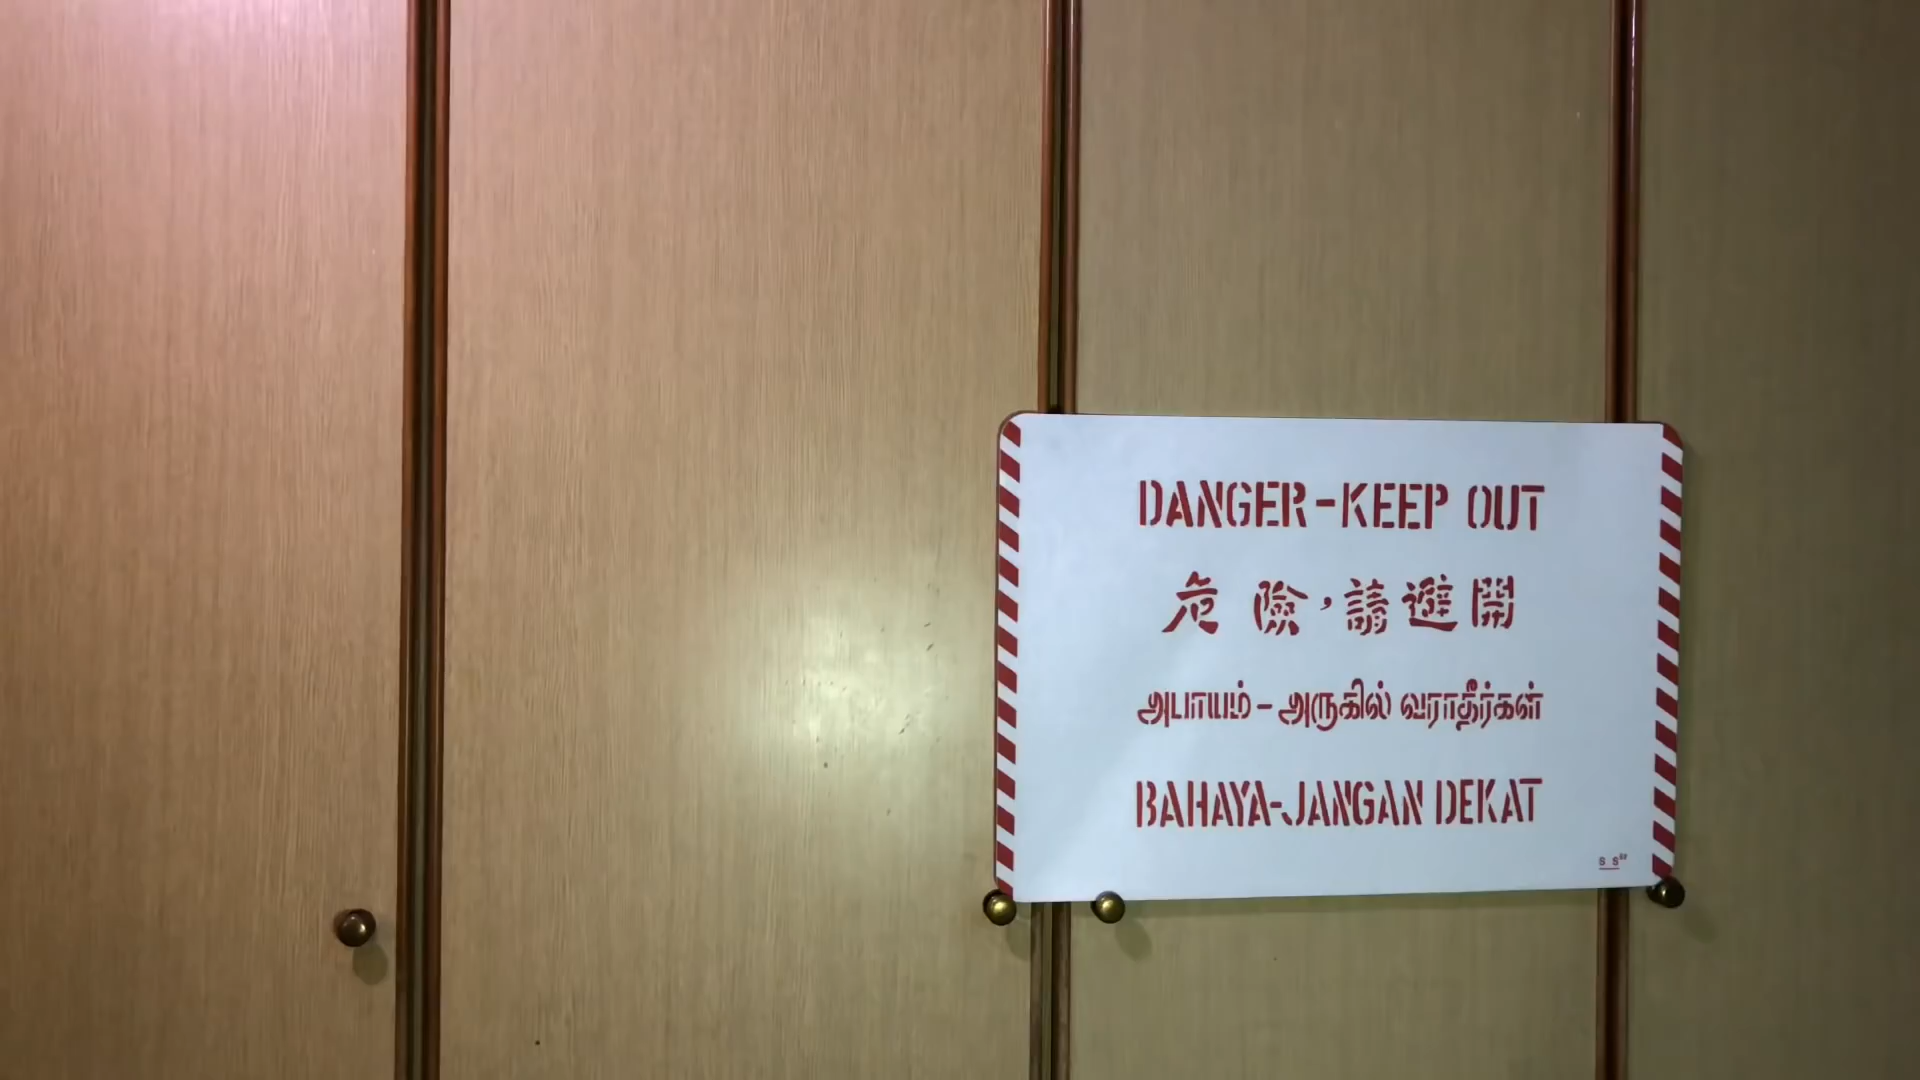 DANGER-KEEP OUT
危險，請避開
அபாயம் - அருகில் வராதீர்கள்
BAHAYA-JANGAN DEKAT